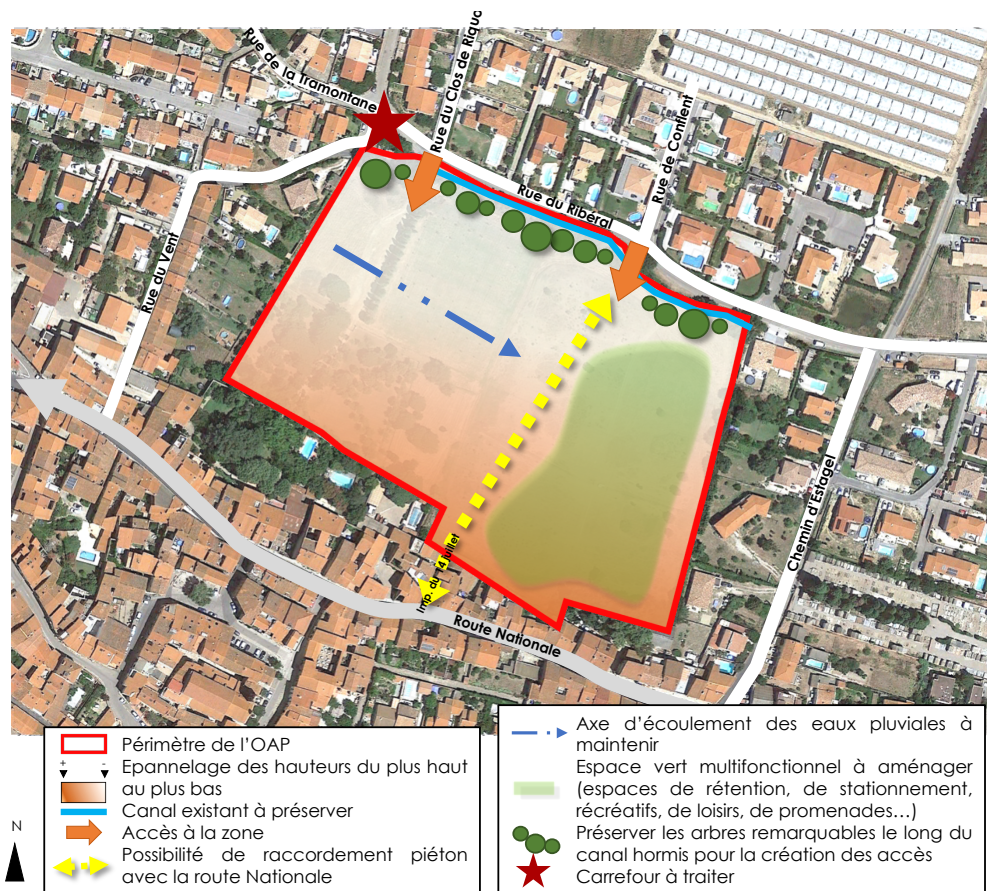 Rue de la Tramontane
Rue du Clos de Rigua
Rue de Conflent
Rue du Ribéral
Rue du Vent
Chemin d'Estagel
Imp. du 14 juillet
Route Nationale
Périmètre de l'OAP
+ -
Epannelage des hauteurs du plus haut
au plus bas
Canal existant à préserver
Accès à la zone
Possibilité de raccordement piéton
avec la route Nationale
N
Axe d'écoulement des eaux pluviales à
maintenir
Espace vert multifonctionnel à aménager
(espaces de rétention, de stationnement,
récréatifs, de loisirs, de promenades...)
Préserver les arbres remarquables le long du
canal hormis pour la création des accès
Carrefour à traiter